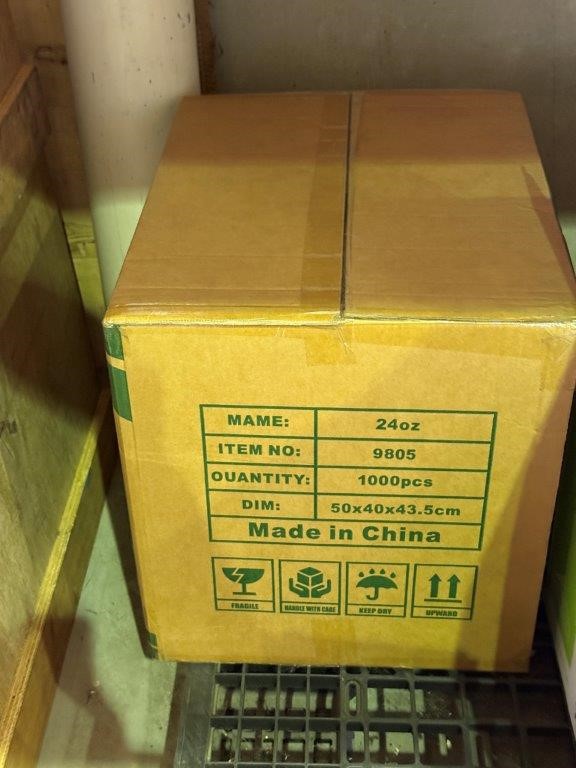 MAME: 24oz
ITEM NO: 9805
OUANTITY: 1000pcs
DIM: 50x40x43.5cm
Made in China
FRAGILE HANDLE WITH CARE KEEP DRY UPWARD